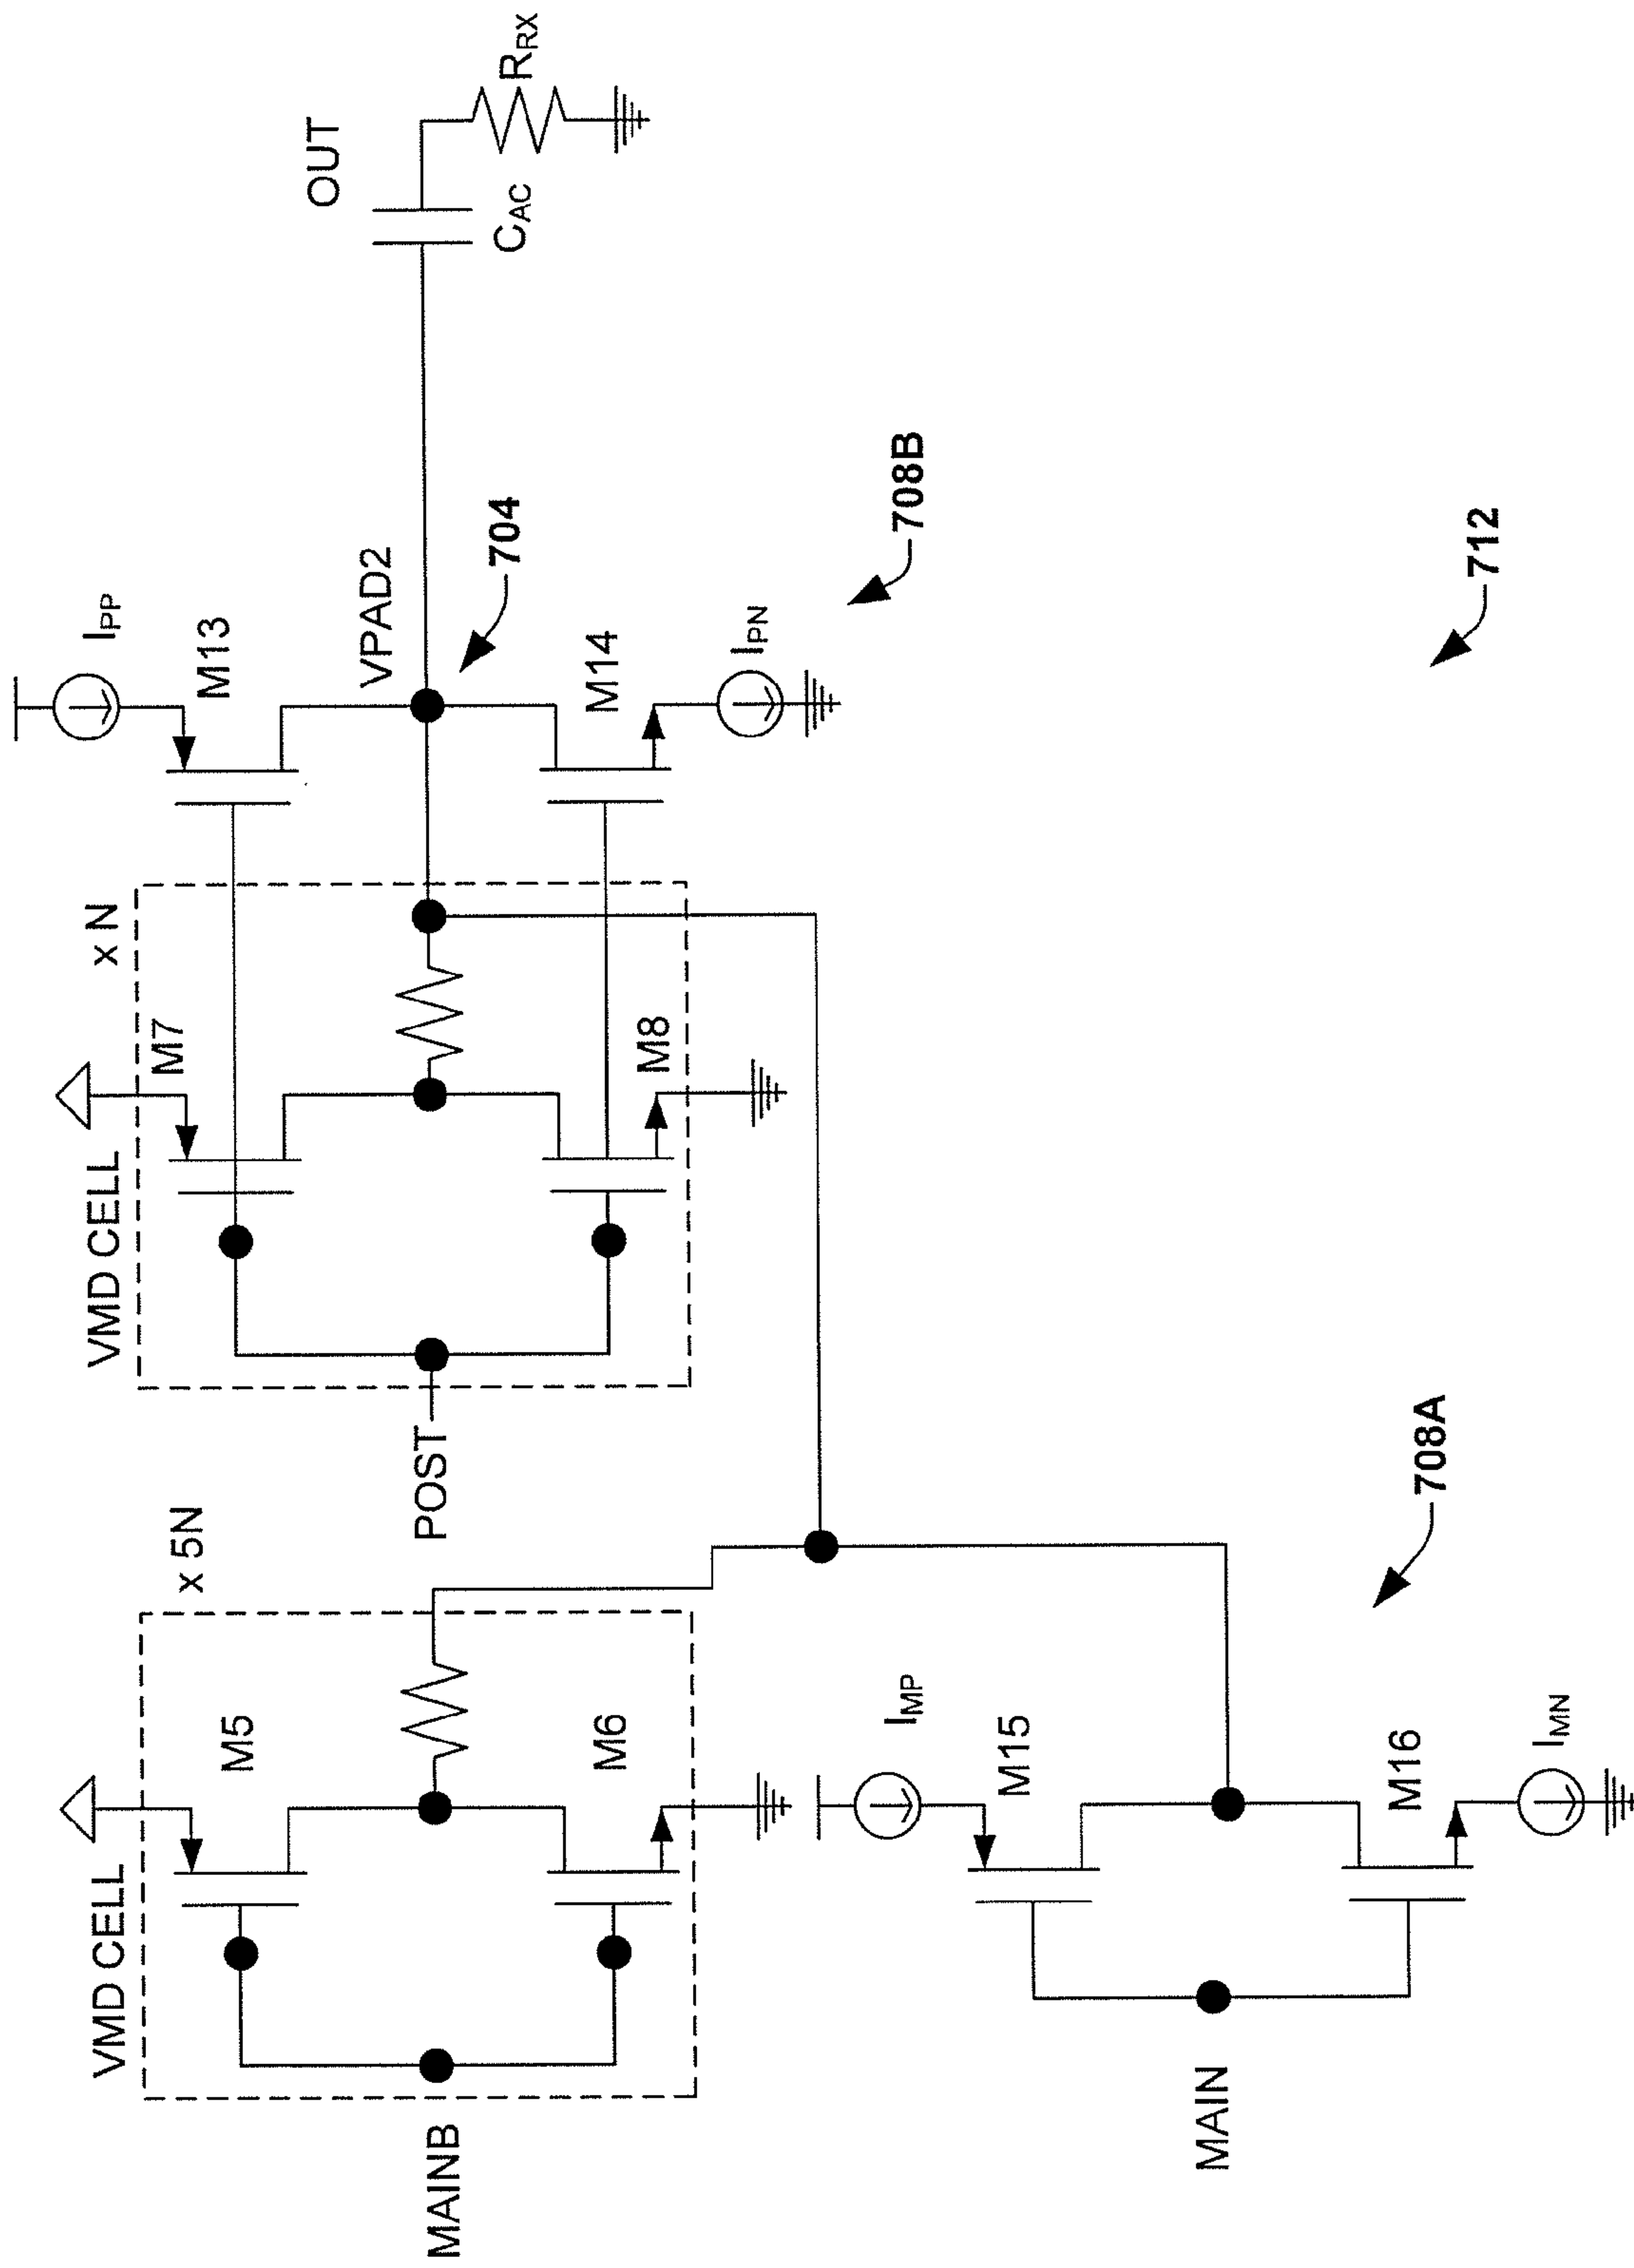 VMD CELL
x 5N
M5
M6
MAINB
I_MP
M15
MAIN
M16
I_MN
708A
VMD CELL
x N
M7
M8
POST
I_PP
M13
VPAD2
704
M14
I_PN
708B
OUT
C_AC
R_RX
712